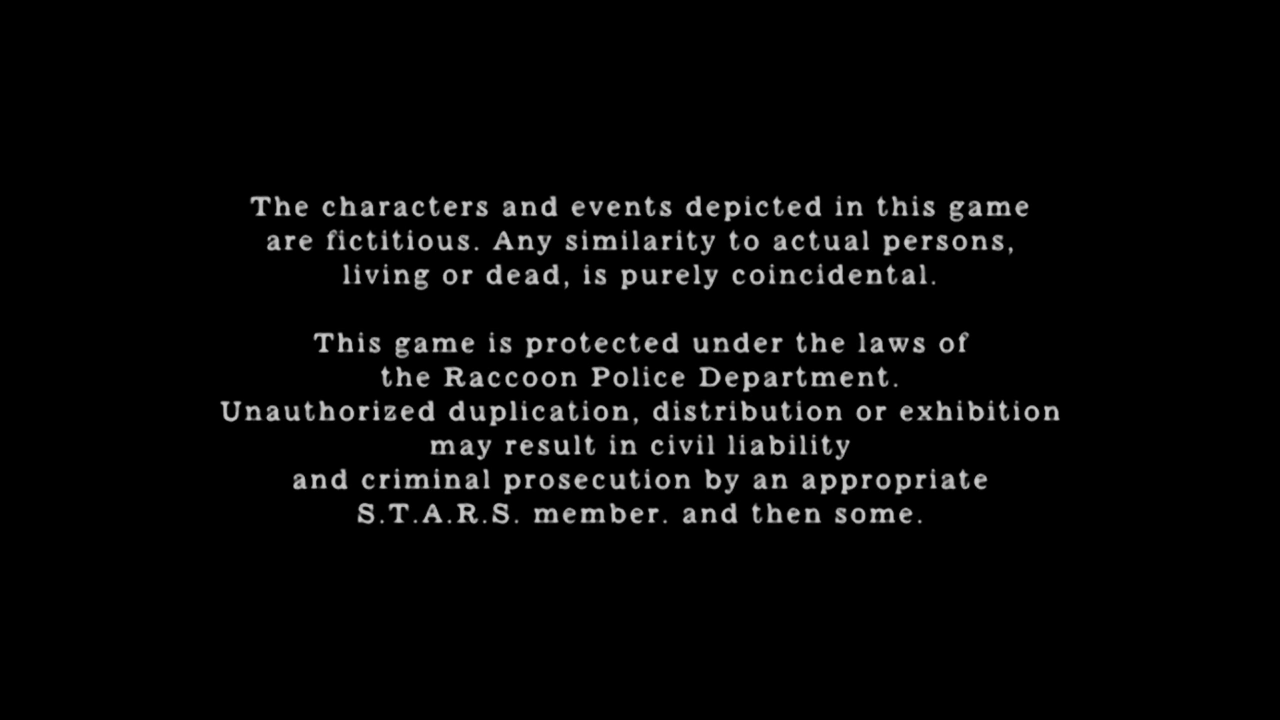 The characters and events depicted in this game
are fictitious. Any similarity to actual persons,
living or dead, is purely coincidental.
This game is protected under the laws of
the Raccoon Police Department.
Unauthorized duplication, distribution or exhibition
may result in civil liability
and criminal prosecution by an appropriate
S.T.A.R.S. member. and then some.